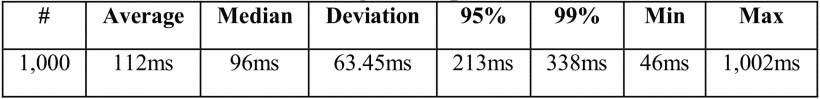 # Average Median Deviation 95% 99% Min Max
1,000 112ms 96ms 63.45ms 213ms 338ms 46ms 1,002ms